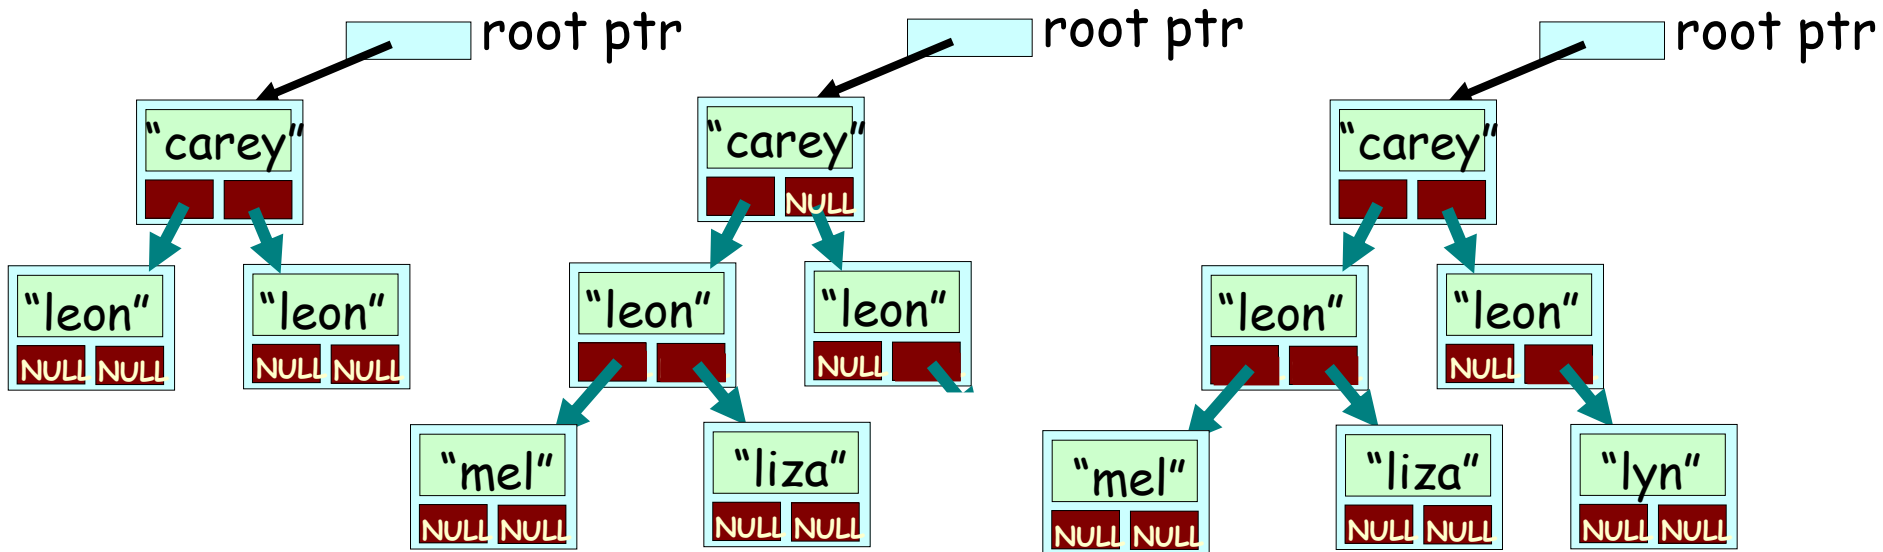 root ptr root ptr root ptr
“carey” “carey” “carey”
NULL
“leon” “leon” “leon” “leon” “leon” “leon”
NULL NULL NULL NULL NULL NULL
“mel” “liza” “mel” “liza” “lyn”
NULL NULL NULL NULL NULL NULL NULL NULL NULL NULL